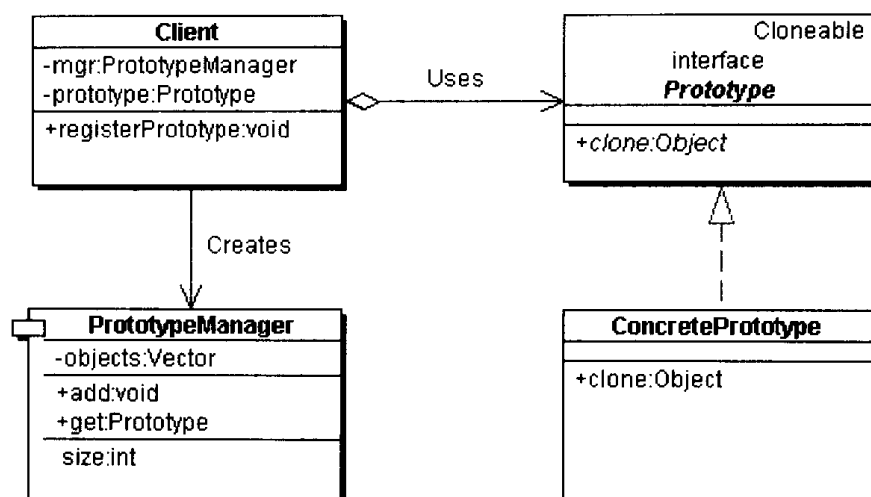 Client
-mgr:PrototypeManager
-prototype:Prototype
+registerPrototype:void
Uses
Cloneable
interface
Prototype
+clone:Object
Creates
PrototypeManager
-objects:Vector
+add:void
+get:Prototype
size:int
ConcretePrototype
+clone:Object